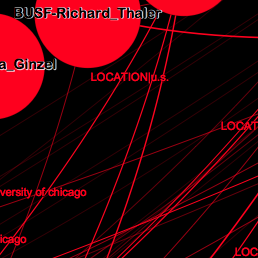 BUSF-Richard_Thaler
a_Ginzel
LOCATION|u.s.
LOCAT
versity of chicago
icago
LOC